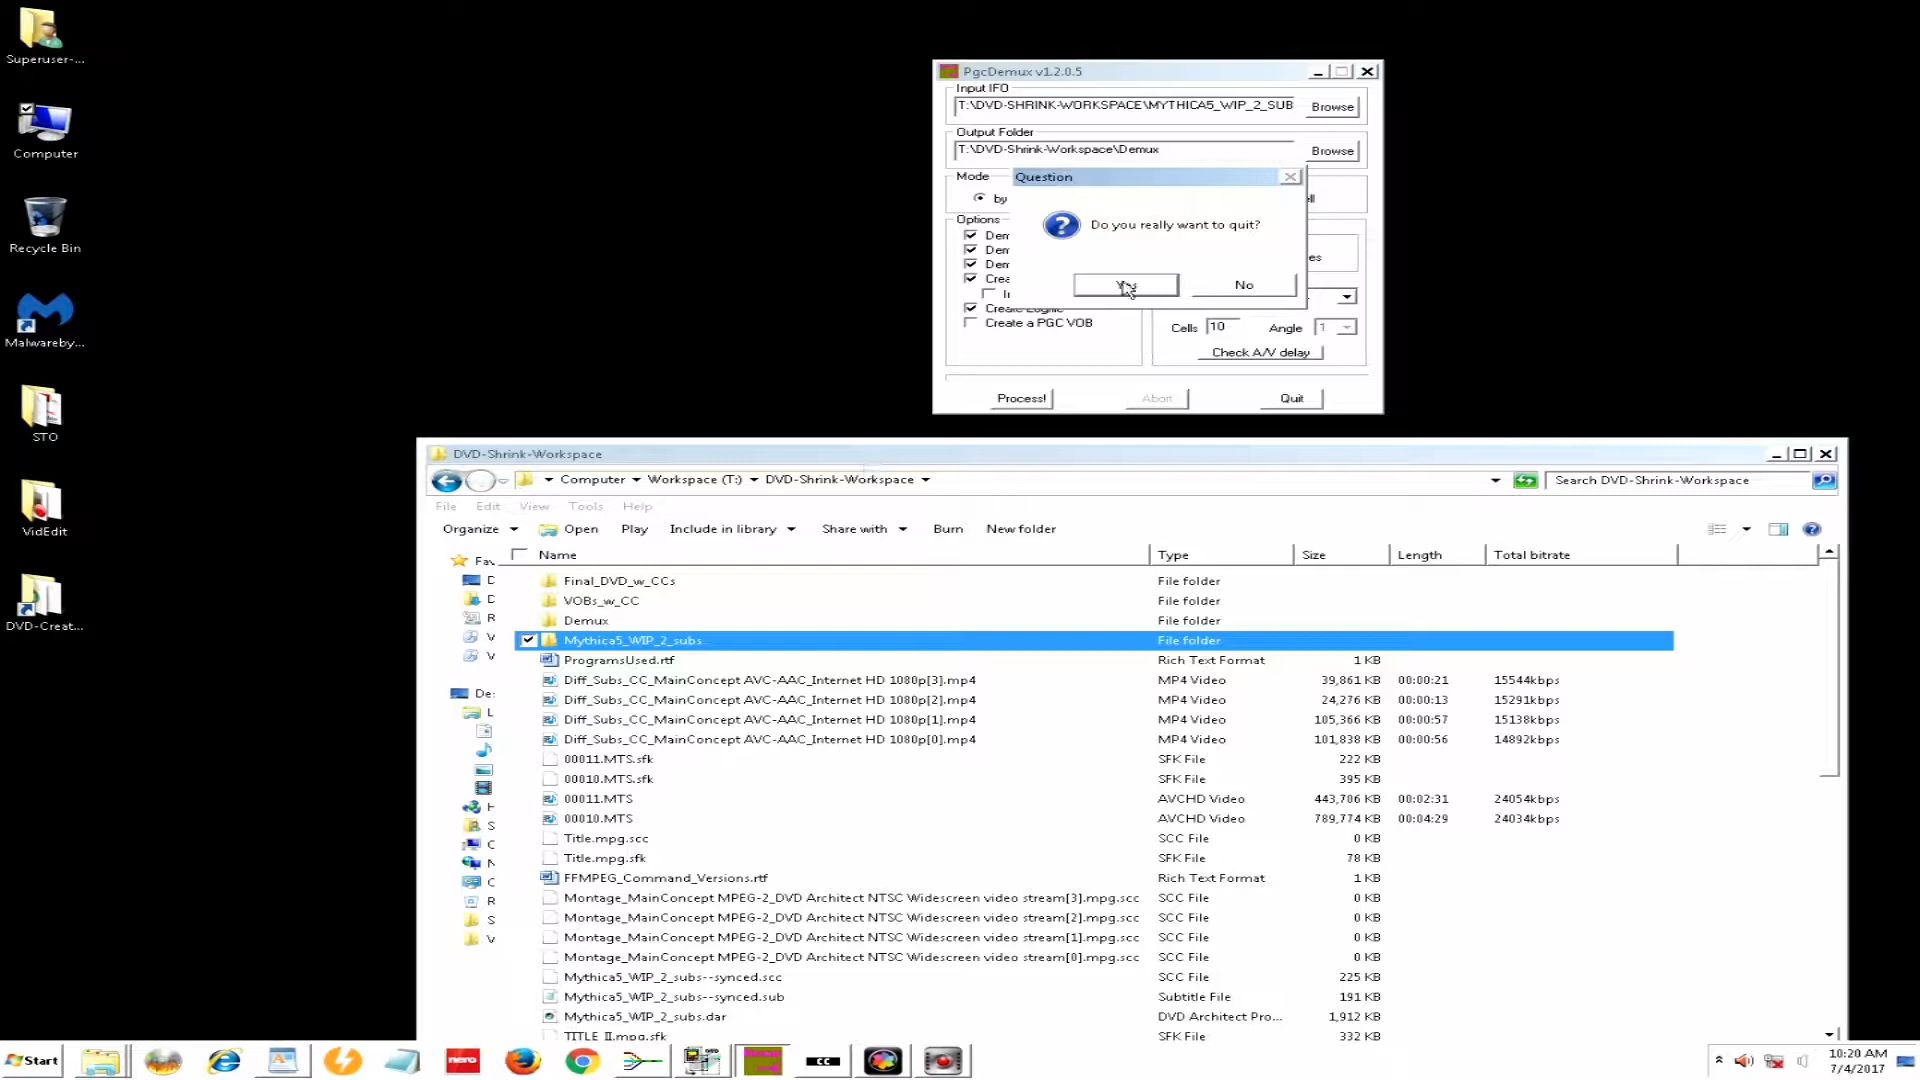 Superuser-...
Computer
Recycle Bin
Malwareby...
STO
VidEdit
DVD-Creat...
PgcDemux v1.2.0.5
Input IFO
T:\DVD-SHRINK-WORKSPACE\MYTHICA5_WIP_2_SUB
Browse
Output Folder
T:\DVD-Shrink-Workspace\Demux
Browse
Mode
by
Question
Do you really want to quit?
Yes
No
Options
Dem
Dem
Dem
Crea
Create a PGC VOB
Cells 10 Angle 1
Check A/V delay
Process! Abort Quit
DVD-Shrink-Workspace
Computer Workspace (T:) DVD-Shrink-Workspace
Search DVD-Shrink-Workspace
File Edit View Tools Help
Organize Open Play Include in library Share with Burn New folder
Name Type Size Length Total bitrate
Final_DVD_w_CCs File folder
VOBs_w_CC File folder
Demux File folder
Mythica5_WIP_2_subs File folder
ProgramsUsed.rtf Rich Text Format 1 KB
Diff_Subs_CC_MainConcept AVC-AAC_Internet HD 1080p[3].mp4 MP4 Video 39,861 KB 00:00:21 15544kbps
Diff_Subs_CC_MainConcept AVC-AAC_Internet HD 1080p[2].mp4 MP4 Video 24,276 KB 00:00:13 15291kbps
Diff_Subs_CC_MainConcept AVC-AAC_Internet HD 1080p[1].mp4 MP4 Video 105,366 KB 00:00:57 15138kbps
Diff_Subs_CC_MainConcept AVC-AAC_Internet HD 1080p[0].mp4 MP4 Video 101,838 KB 00:00:56 14892kbps
00011.MTS.sfk SFK File 222 KB
00010.MTS.sfk SFK File 395 KB
00011.MTS AVCHD Video 443,706 KB 00:02:31 24054kbps
00010.MTS AVCHD Video 789,774 KB 00:04:29 24034kbps
Title.mpg.scc SCC File 0 KB
Title.mpg.sfk SFK File 78 KB
FFMPEG_Command_Versions.rtf Rich Text Format 1 KB
Montage_MainConcept MPEG-2_DVD Architect NTSC Widescreen video stream[3].mpg.scc SCC File 0 KB
Montage_MainConcept MPEG-2_DVD Architect NTSC Widescreen video stream[2].mpg.scc SCC File 0 KB
Montage_MainConcept MPEG-2_DVD Architect NTSC Widescreen video stream[1].mpg.scc SCC File 0 KB
Montage_MainConcept MPEG-2_DVD Architect NTSC Widescreen video stream[0].mpg.scc SCC File 0 KB
Mythica5_WIP_2_subs--synced.scc SCC File 225 KB
Mythica5_WIP_2_subs--synced.sub Subtitle File 191 KB
Mythica5_WIP_2_subs.dar DVD Architect Pro... 1,912 KB
TITLE II.mpg.sfk SFK File 332 KB
Fav
De:
Start
nero
CC
10:20 AM
7/4/2017